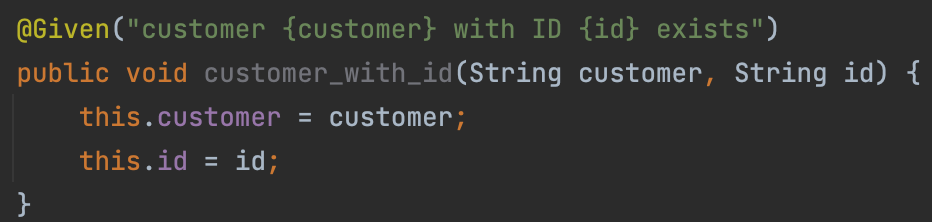 @Given("customer {customer} with ID {id} exists")
public void customer_with_id(String customer, String id) {
    this.customer = customer;
    this.id = id;
}